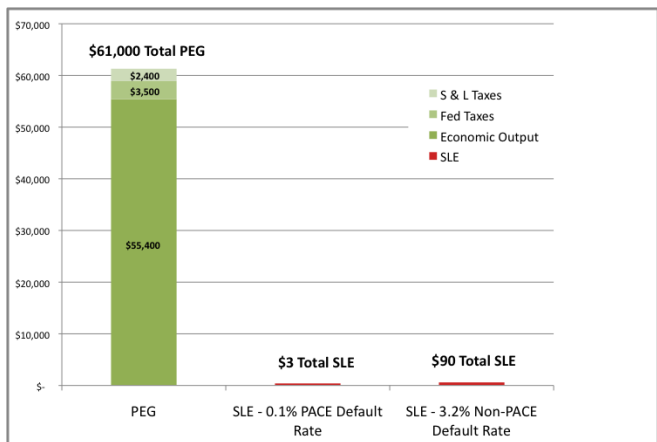 $70,000
$60,000
$50,000
$40,000
$30,000
$20,000
$10,000
$-
$61,000 Total PEG
$2,400
$3,500
$55,400
S & L Taxes
Fed Taxes
Economic Output
SLE
$3 Total SLE
$90 Total SLE
PEG
SLE - 0.1% PACE Default
Rate
SLE - 3.2% Non-PACE
Default Rate